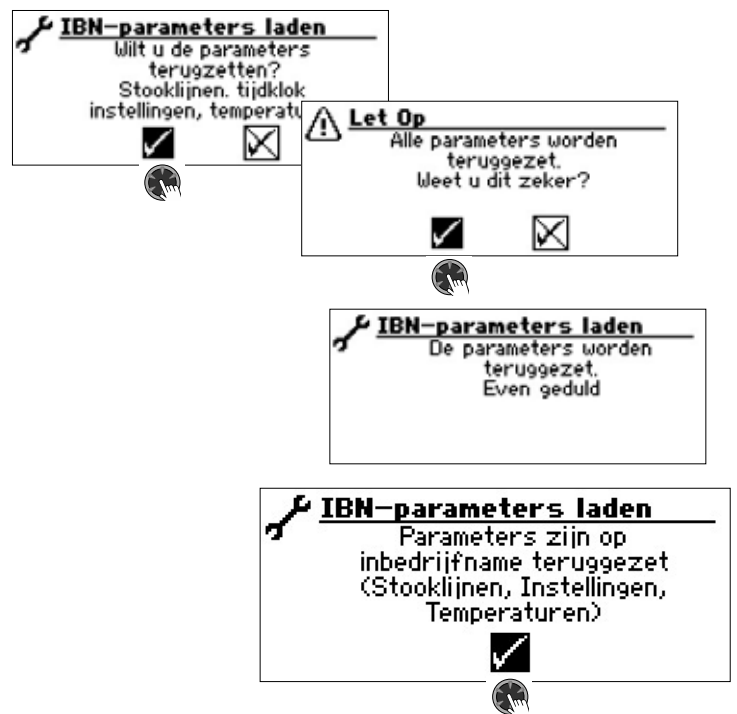 IBN-parameters laden
Wilt u de parameters
terugzetten?
Stooklijnen. tijdklok
instellingen, temperatu
Let Op
Alle parameters worden
teruggezet.
Weet u dit zeker?
IBN-parameters laden
De parameters worden
teruggezet.
Even geduld
IBN-parameters laden
Parameters zijn op
inbedrijfname teruggezet
(Stooklijnen, Instellingen,
Temperaturen)